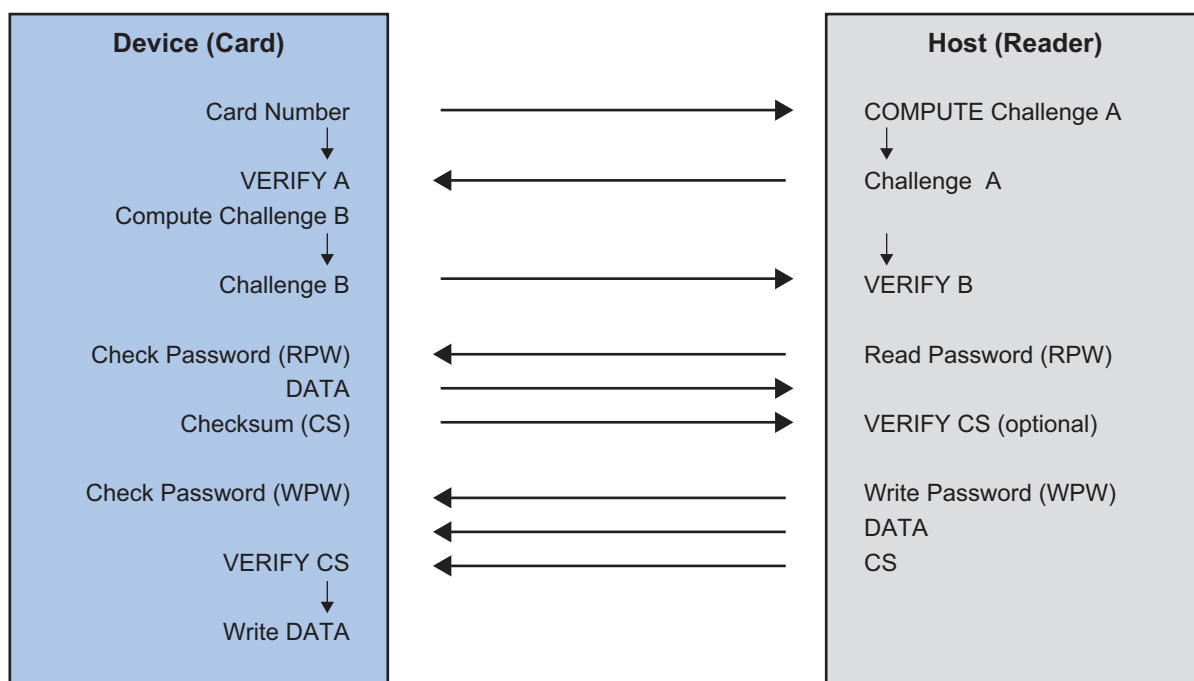 Device (Card)
Host (Reader)
Card Number
COMPUTE Challenge A
VERIFY A
Challenge A
Compute Challenge B
Challenge B
VERIFY B
Check Password (RPW)
Read Password (RPW)
DATA
Checksum (CS)
VERIFY CS (optional)
Check Password (WPW)
Write Password (WPW)
DATA
VERIFY CS
CS
Write DATA